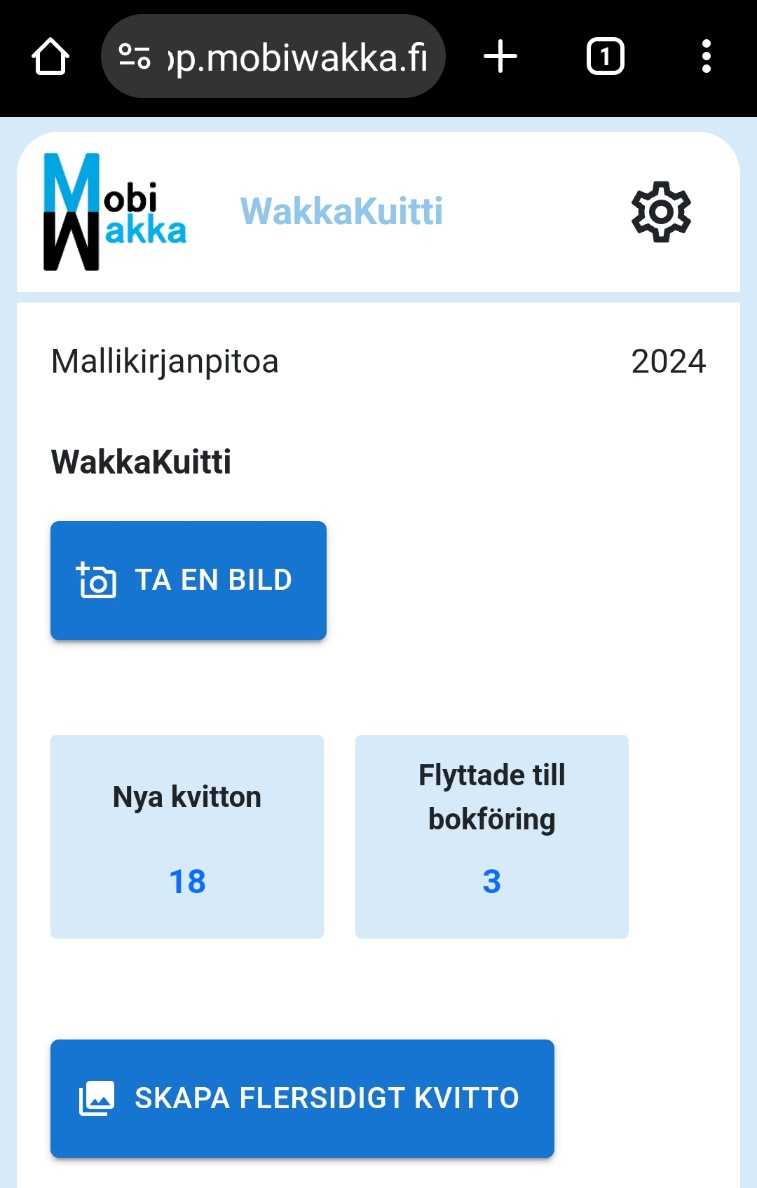 op.mobiwakka.fi
1
Mobi
Wakka
WakkaKuitti
Mallikirjanpitoa 2024
WakkaKuitti
TA EN BILD
Nya kvitton
18
Flyttade till
bokföring
3
SKAPA FLERSIDIGT KVITTO